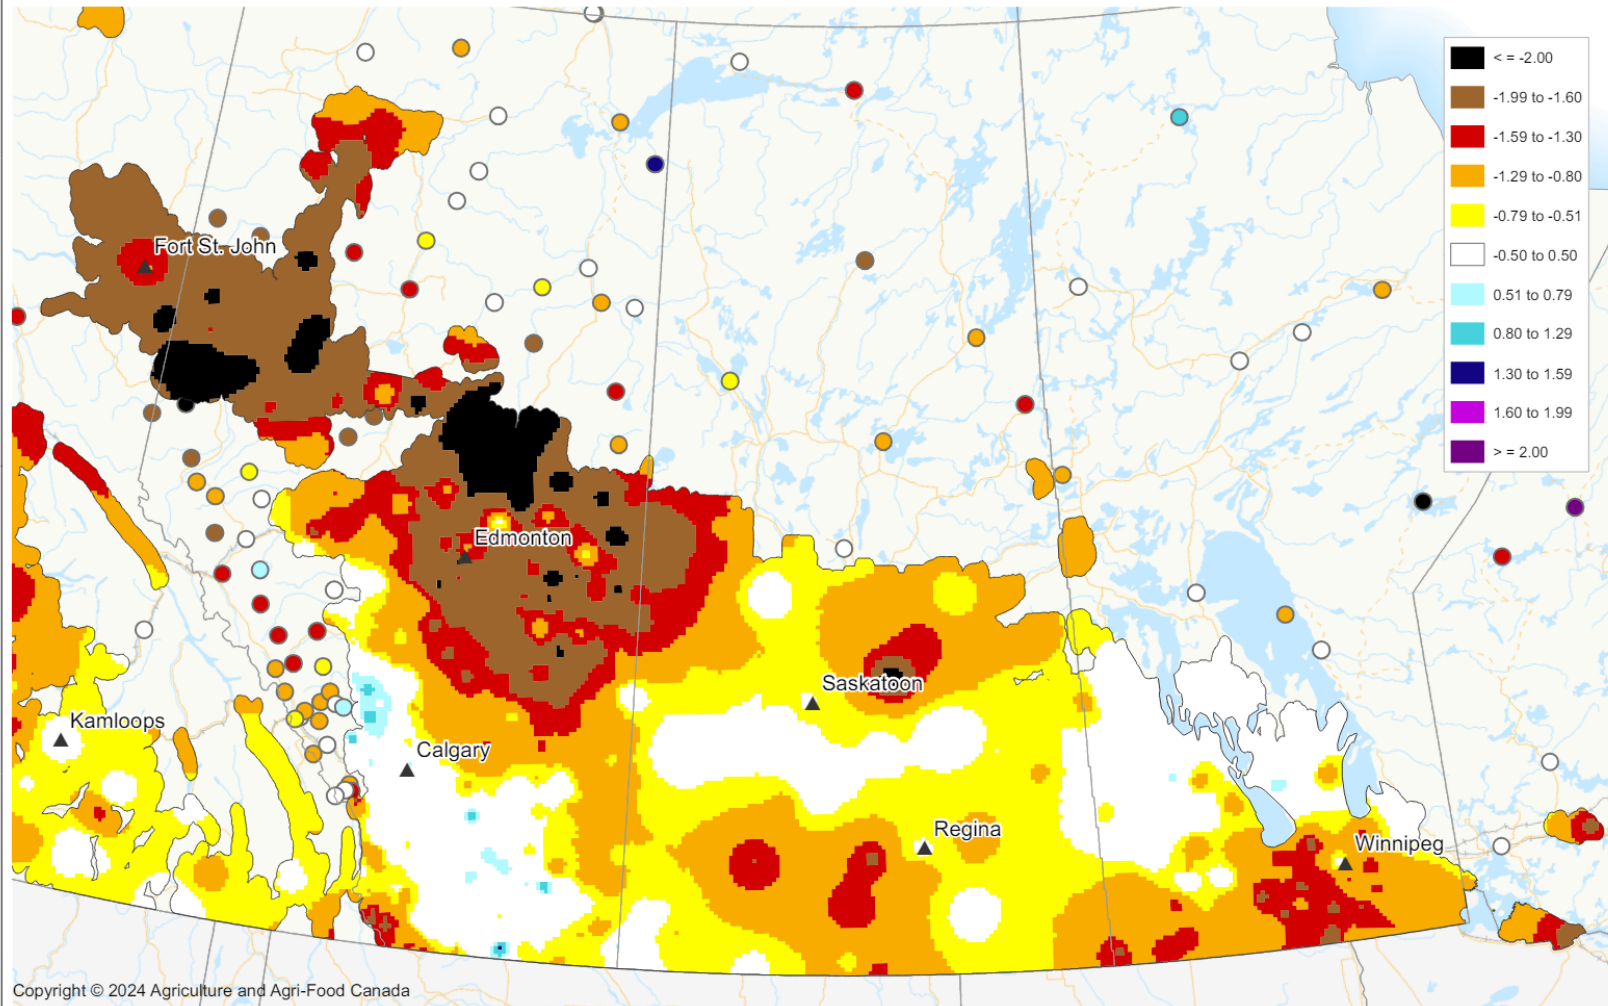 < = -2.00
-1.99 to -1.60
-1.59 to -1.30
-1.29 to -0.80
-0.79 to -0.51
-0.50 to 0.50
0.51 to 0.79
0.80 to 1.29
1.30 to 1.59
1.60 to 1.99
> = 2.00
Fort St. John
Edmonton
Saskatoon
Kamloops
Calgary
Regina
Winnipeg
Copyright © 2024 Agriculture and Agri-Food Canada